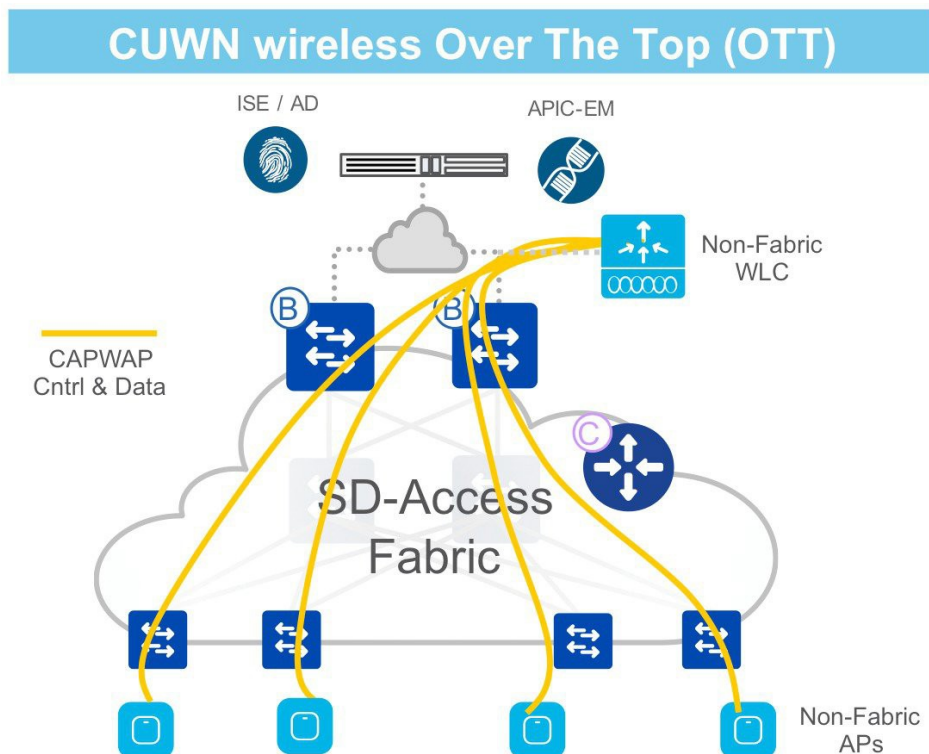 CUWN wireless Over The Top (OTT)
ISE / AD
APIC-EM
Non-Fabric
WLC
B
B
CAPWAP
Cntrl & Data
C
SD-Access
Fabric
Non-Fabric
APs